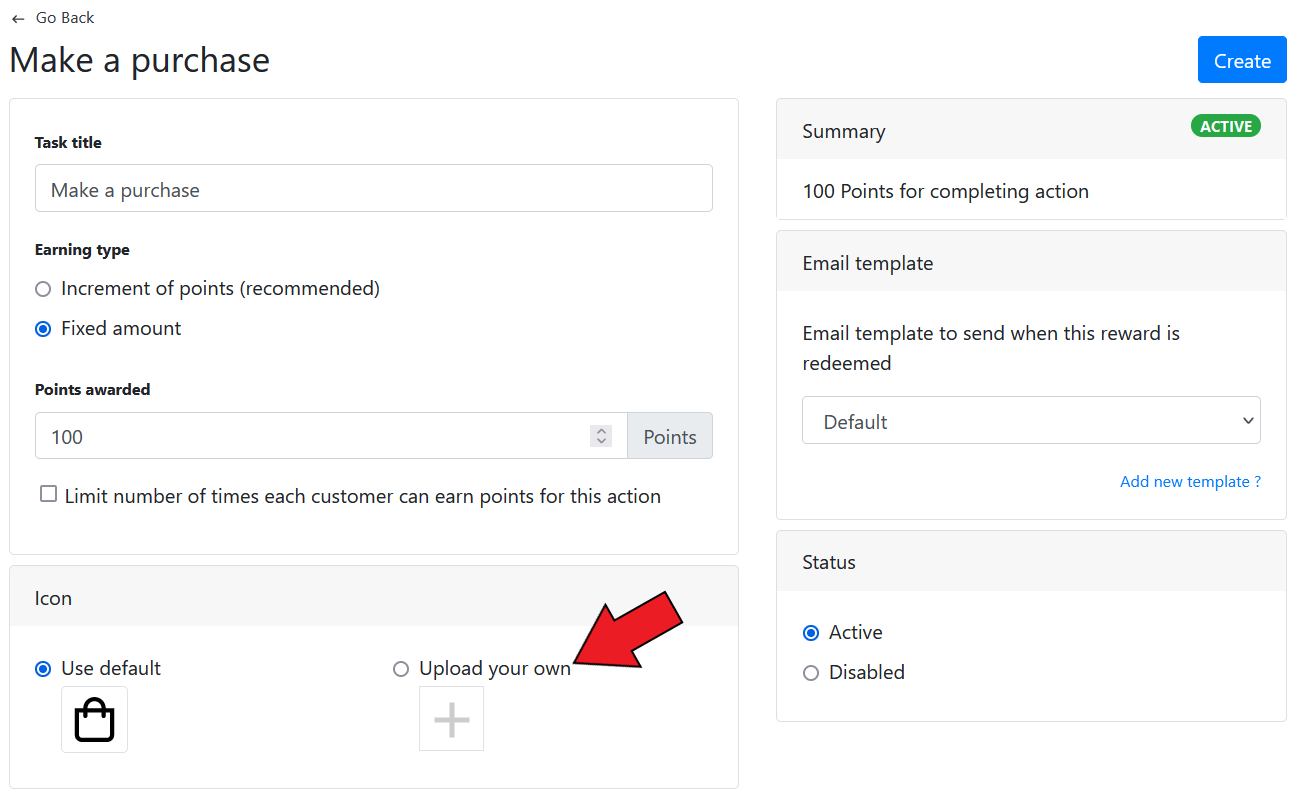 ← Go Back
Make a purchase
Create
Task title
Make a purchase
Earning type
Increment of points (recommended)
Fixed amount
Points awarded
100
Points
Limit number of times each customer can earn points for this action
Icon
Use default
Upload your own
Summary
ACTIVE
100 Points for completing action
Email template
Email template to send when this reward is
redeemed
Default
Add new template ?
Status
Active
Disabled